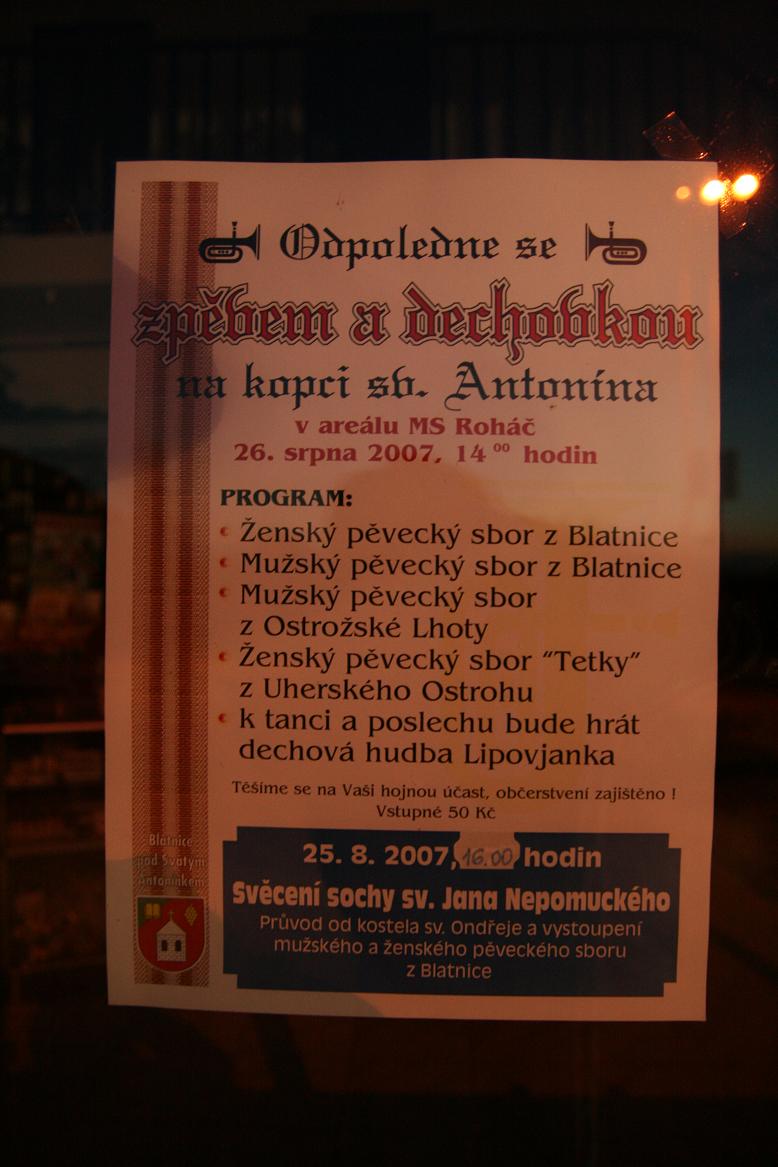 Odpoledne se
zpěvem a dechovkou
na kopci sv. Antonína
v areálu MS Roháč
26. srpna 2007, 14 00 hodin
PROGRAM:
Ženský pěvecký sbor z Blatnice
Mužský pěvecký sbor z Blatnice
Mužský pěvecký sbor
z Ostrožské Lhoty
Ženský pěvecký sbor "Tetky"
z Uherského Ostrohu
k tanci a poslechu bude hrát
dechová hudba Lipovjanka
Těšíme se na Vaši hojnou účast, občerstvení zajištěno !
Vstupné 50 Kč
Blatnice
pod Svatým
Antonínkem
25. 8. 2007, 16.00 hodin
Svěcení sochy sv. Jana Nepomuckého
Průvod od kostela sv. Ondřeje a vystoupení
mužského a ženského pěveckého sboru
z Blatnice